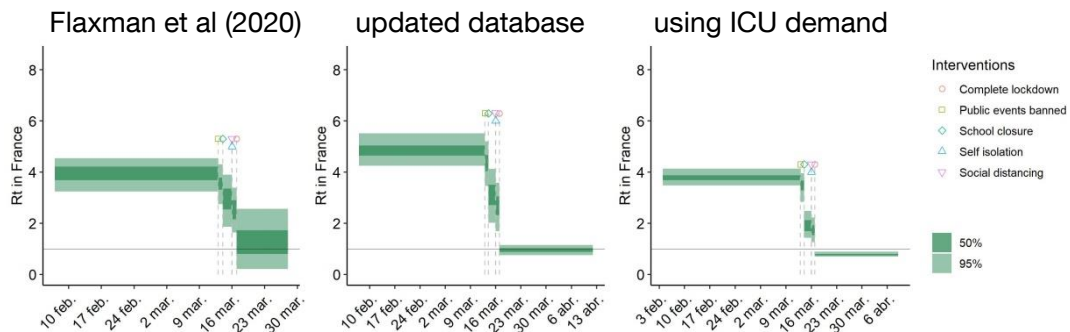 Flaxman et al (2020)
updated database
using ICU demand
Rt in France
8
6
4
2
0
10 feb.
17 feb.
24 feb.
2 mar.
9 mar.
16 mar.
23 mar.
30 mar.
Rt in France
8
6
4
2
0
10 feb.
17 feb.
24 feb.
2 mar.
9 mar.
16 mar.
23 mar.
30 mar.
6 abr.
13 abr.
Rt in France
8
6
4
2
0
3 feb.
10 feb.
17 feb.
24 feb.
2 mar.
9 mar.
16 mar.
23 mar.
30 mar.
6 abr.
Interventions
Complete lockdown
Public events banned
School closure
Self isolation
Social distancing
50%
95%